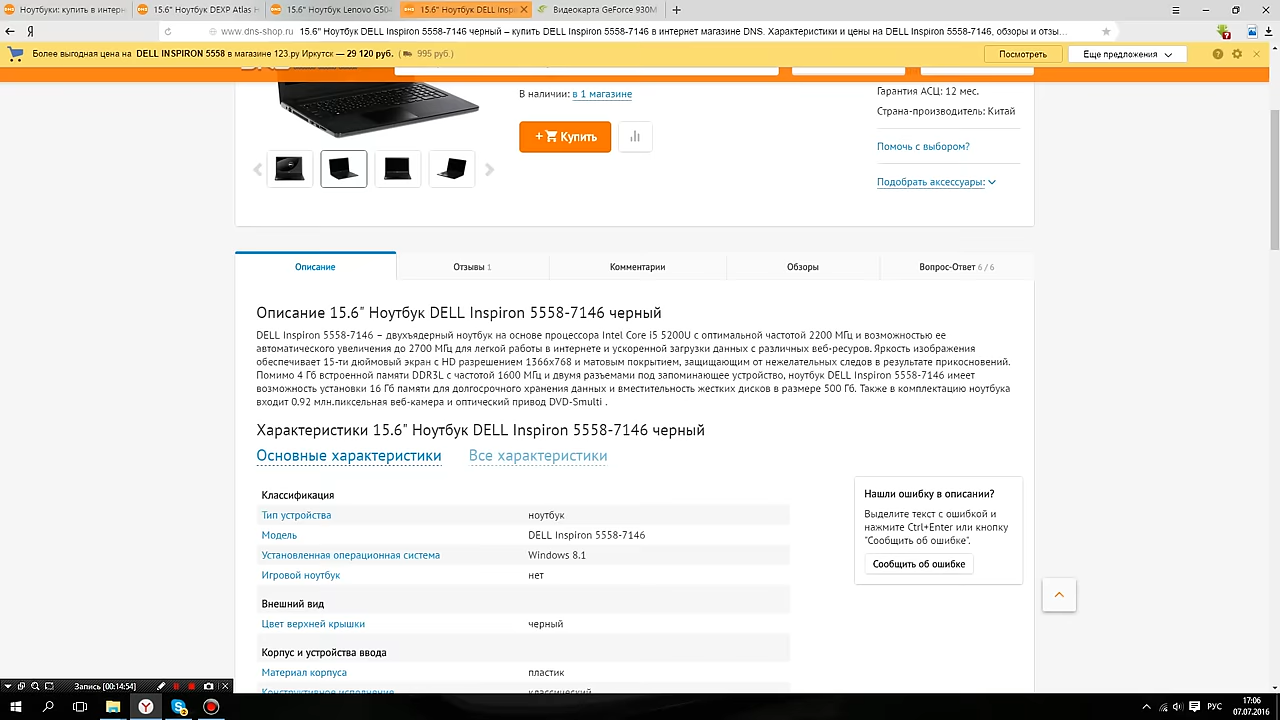 Ноутбуки: купить в интерн
15.6" Ноутбук DEXP Atlas H
15.6" Ноутбук Lenovo G504
15.6" Ноутбук DELL Inspi
Видеокарта GeForce 930M
www.dns-shop.ru 15.6" Ноутбук DELL Inspiron 5558-7146 черный – купить DELL Inspiron 5558-7146 в интернет магазине DNS. Характеристики и цены на DELL Inspiron 5558-7146, обзоры и отзы...
Более выгодная цена на DELL INSPIRON 5558 в магазине 123.ру Иркутск — 29 120 руб. ( 995 руб.)
Посмотреть
Еще предложения
В наличии: в 1 магазине
Гарантия АСЦ: 12 мес.
Страна-производитель: Китай
+ Купить
Помочь с выбором?
Подобрать аксессуары:
Описание
Отзывы 1
Комментарии
Обзоры
Вопрос-Ответ 6 / 6
Описание 15.6" Ноутбук DELL Inspiron 5558-7146 черный
DELL Inspiron 5558-7146 – двухъядерный ноутбук на основе процессора Intel Core i5 5200U с оптимальной частотой 2200 МГц и возможностью ее
автоматического увеличения до 2700 МГц для легкой работы в интернете и ускоренной загрузки данных с различных веб-ресуров. Яркость изображения
обеспечивает 15-ти дюймовый экран с HD разрешением 1366x768 и матовым покрытием, защищающим от нежелательных следов в результате прикосновений.
Помимо 4 Гб встроенной памяти DDR3L с частотой 1600 МГц и двумя разъемами под запоминающее устройство, ноутбук DELL Inspiron 5558-7146 имеет
возможность установки 16 Гб памяти для долгосрочного хранения данных и вместительность жестких дисков в размере 500 Гб. Также в комплектацию ноутбука
входит 0.92 млн.пиксельная веб-камера и оптический привод DVD-Smulti .
Характеристики 15.6" Ноутбук DELL Inspiron 5558-7146 черный
Основные характеристики
Все характеристики
Классификация
Тип устройства ноутбук
Модель DELL Inspiron 5558-7146
Установленная операционная система Windows 8.1
Игровой ноутбук нет
Внешний вид
Цвет верхней крышки черный
Корпус и устройства ввода
Материал корпуса пластик
Конструктивное исполнение классический
Нашли ошибку в описании?
Выделите текст с ошибкой и
нажмите Ctrl+Enter или кнопку
"Сообщить об ошибке".
Сообщить об ошибке
Запись [00:14:54]
РУС
17:06
07.07.2016